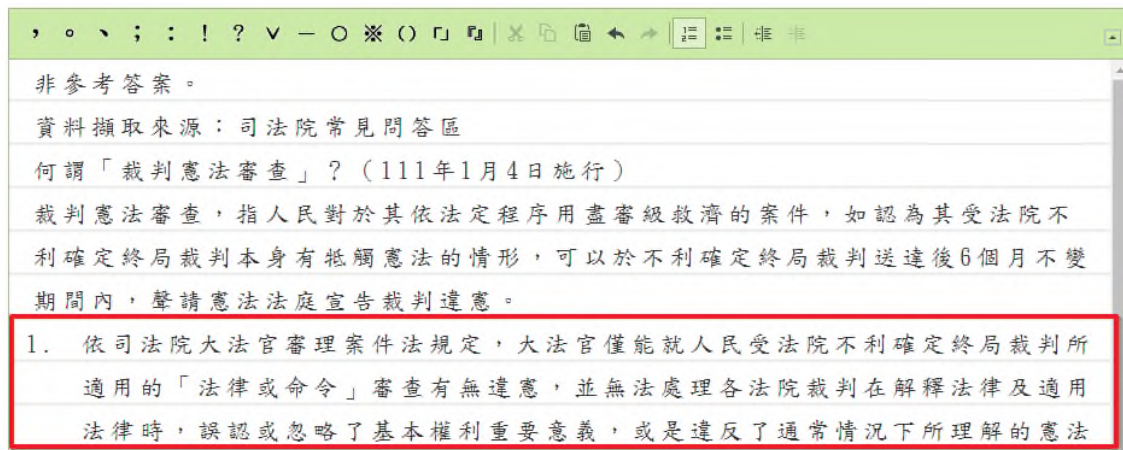 ， 。 、 ； ： ！ ？ ∨ — ○ ※ () 「」 『』
非參考答案。
資料擷取來源：司法院常見問答區
何謂「裁判憲法審查」？（111年1月4日施行）
裁判憲法審查，指人民對於其依法定程序用盡審級救濟的案件，如認為其受法院不
利確定終局裁判本身有牴觸憲法的情形，可以於不利確定終局裁判送達後6個月不變
期間內，聲請憲法法庭宣告裁判違憲。
1. 依司法院大法官審理案件法規定，大法官僅能就人民受法院不利確定終局裁判所
適用的「法律或命令」審查有無違憲，並無法處理各法院裁判在解釋法律及適用
法律時，誤認或忽略了基本權利重要意義，或是違反了通常情況下所理解的憲法